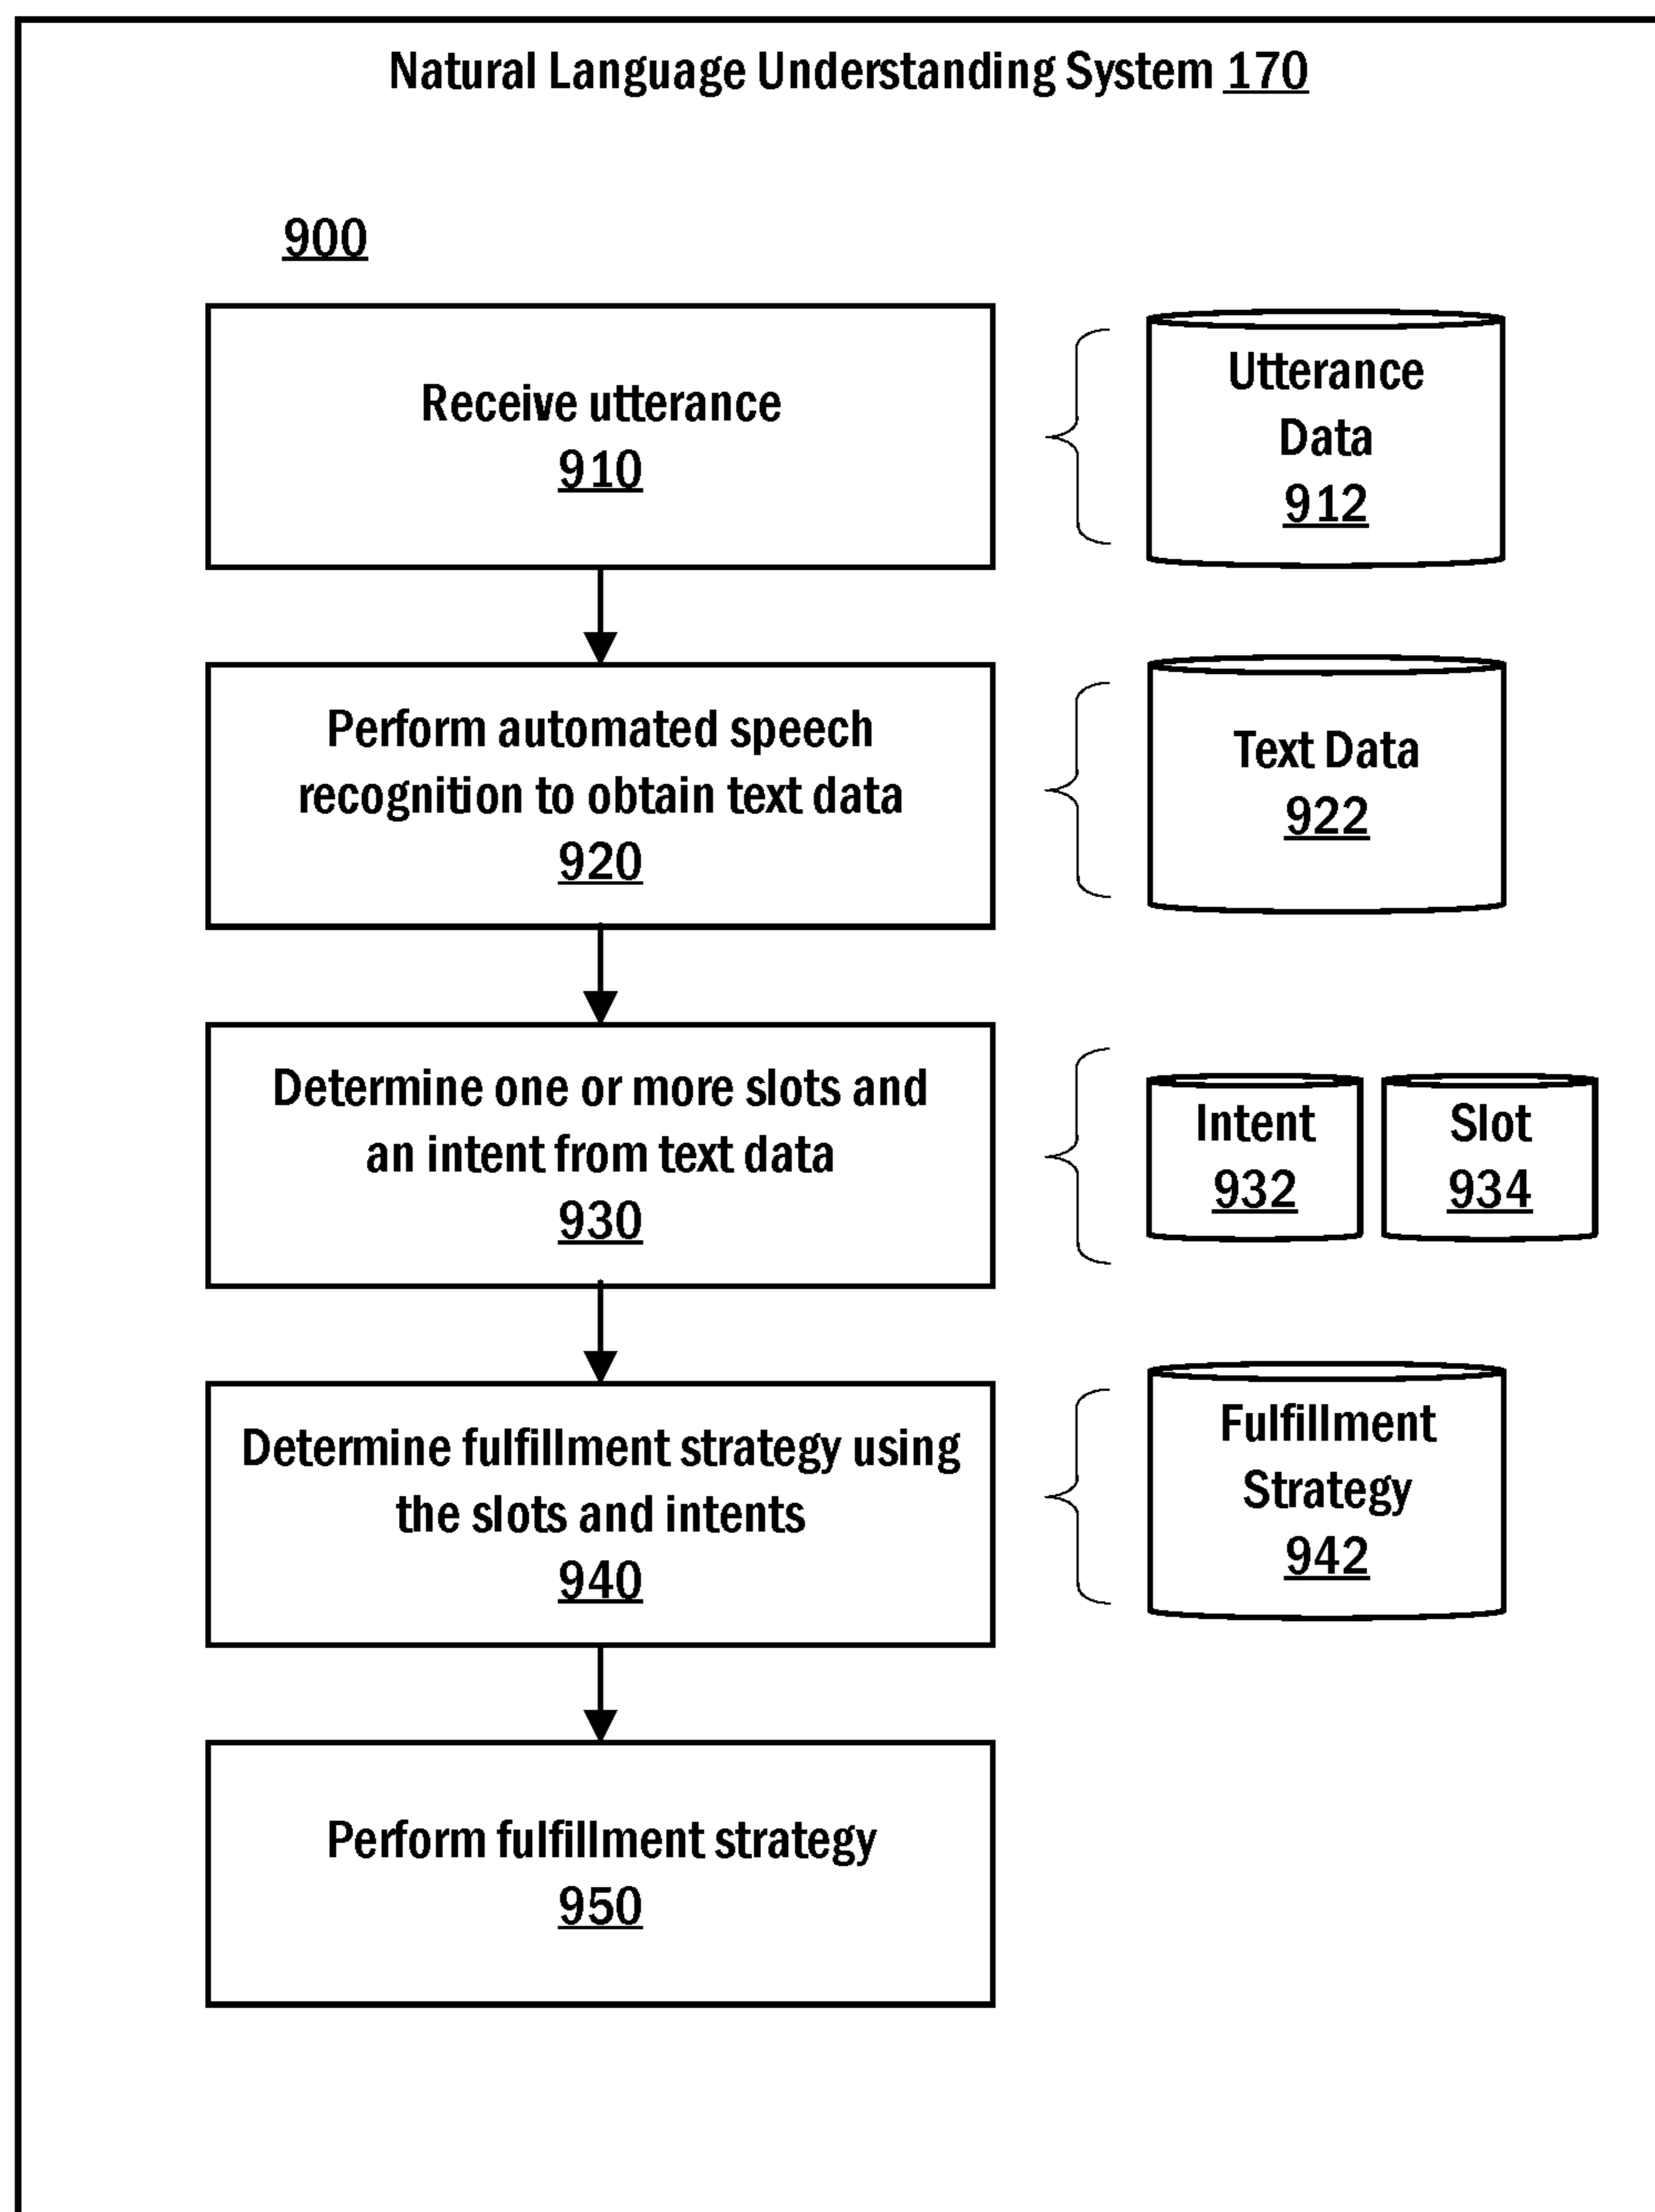 Natural Language Understanding System 170
900
Receive utterance
910
Utterance
Data
912
Perform automated speech
recognition to obtain text data
920
Text Data
922
Determine one or more slots and
an intent from text data
930
Intent
932
Slot
934
Determine fulfillment strategy using
the slots and intents
940
Fulfillment
Strategy
942
Perform fulfillment strategy
950